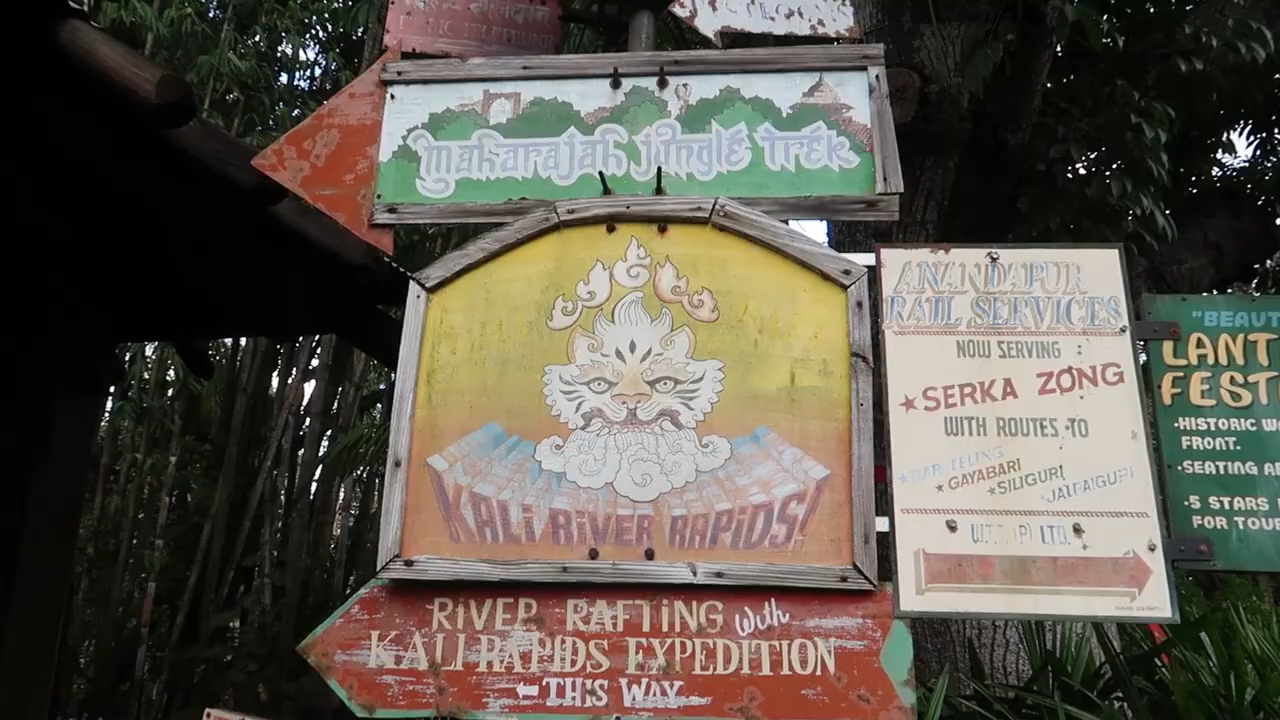 maharajah jungle trek
KALI RIVER RAPIDS!
RIVER RAFTING with
KALI RAPIDS EXPEDITION
THIS WAY
ANANDAPUR
RAIL SERVICES
NOW SERVING
SERKA ZONG
WITH ROUTES TO
GAYABARI
SILIGURI
JALPAIGURI
LTD.
"BEAUT
LANT
FEST
·HISTORIC W
FRONT.
·SEATING A
·5 STARS
FOR TOU